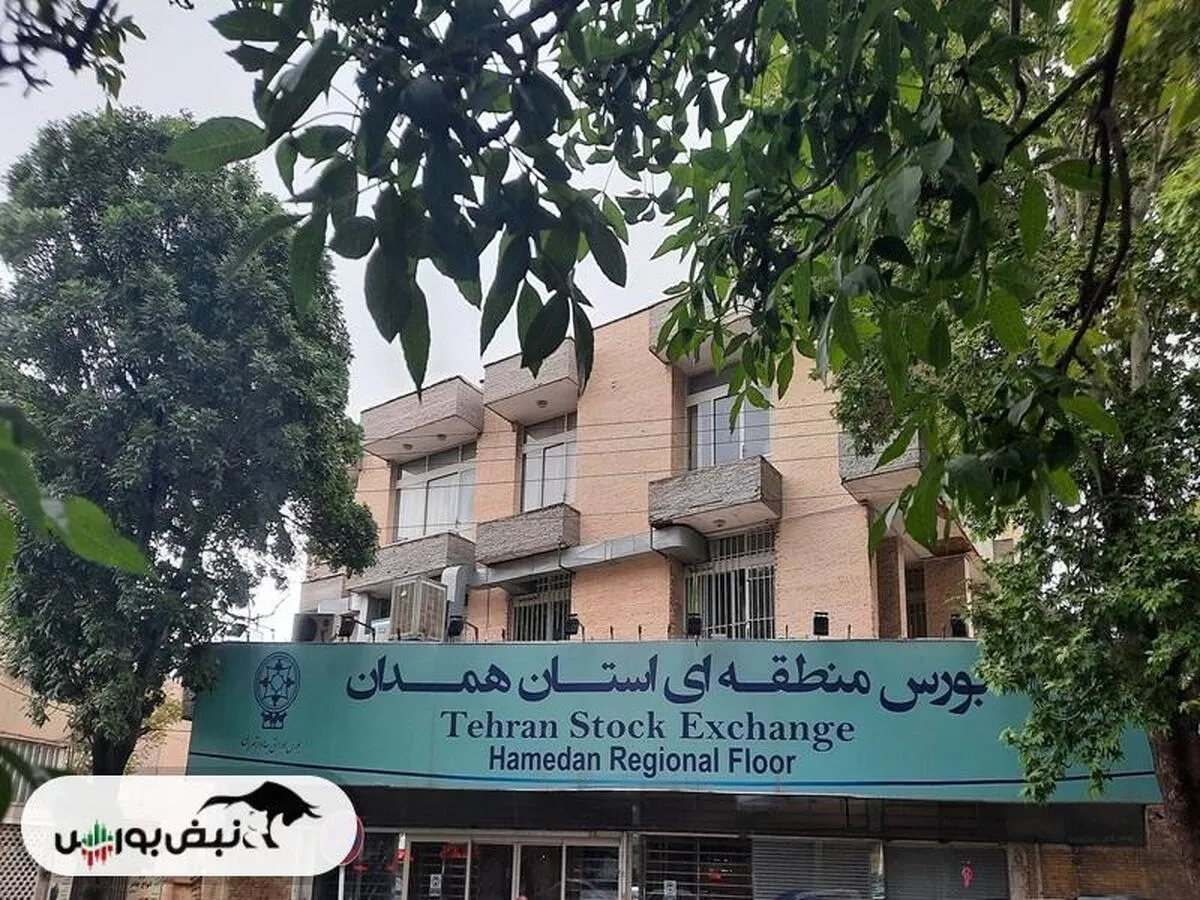 بورس منطقه ای استان همدان
Tehran Stock Exchange
Hamedan Regional Floor
نبض بورس